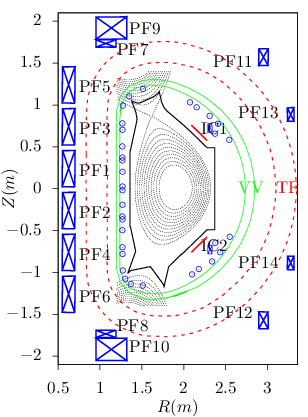 2
1.5
1
0.5
0
−0.5
−1
−1.5
−2
Z(m)
PF9
PF7
PF11
PF5
PF13
PF3
IC1
PF1
VV
TF
PF2
IC2
PF4
PF14
PF6
PF12
PF8
PF10
0.5 1 1.5 2 2.5 3
R(m)